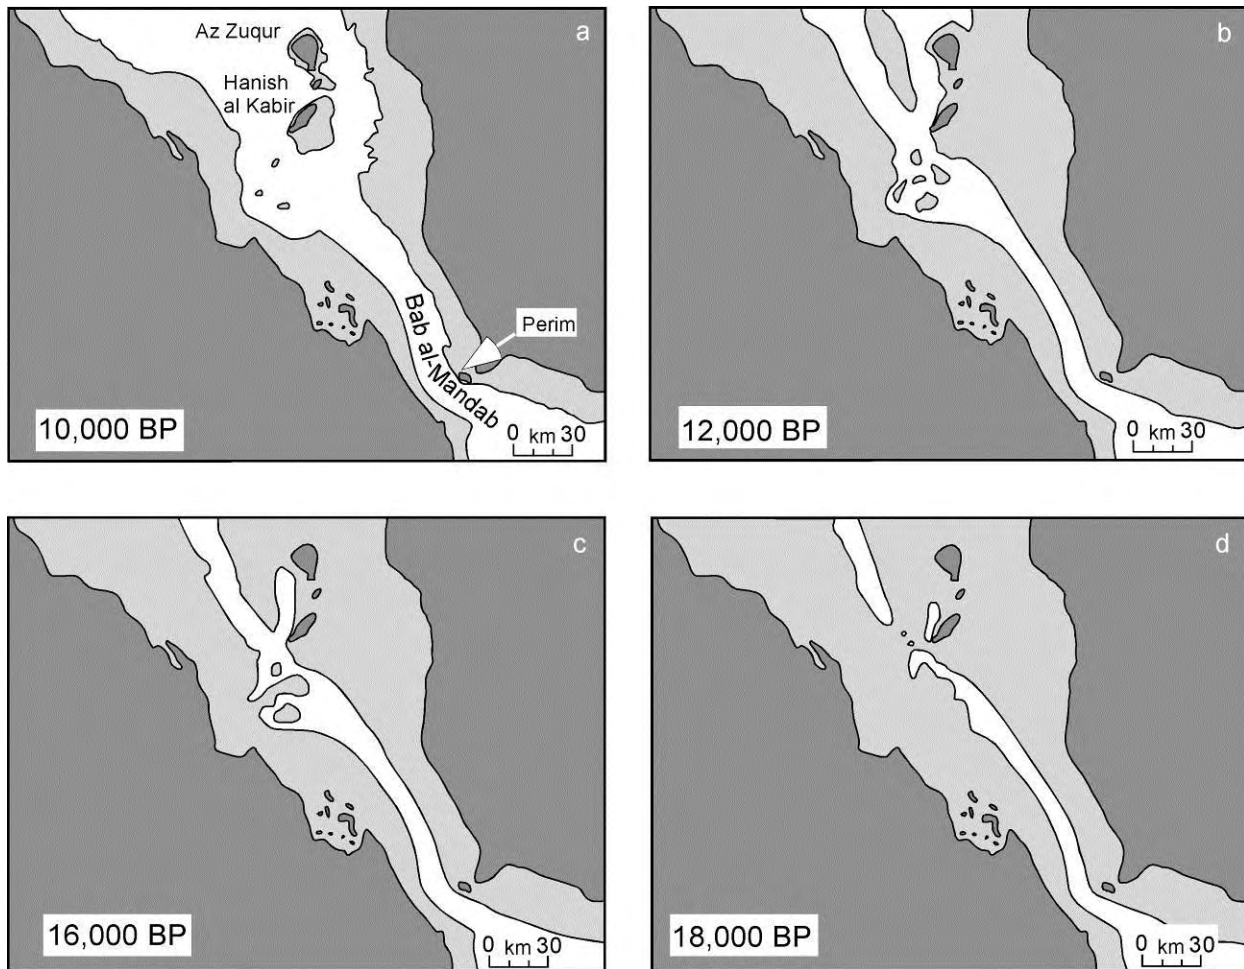 a
Az Zuqur
Hanish
al Kabir
Perim
Bab al-Mandab
10,000 BP
0 km 30
b
12,000 BP
0 km 30
c
16,000 BP
0 km 30
d
18,000 BP
0 km 30